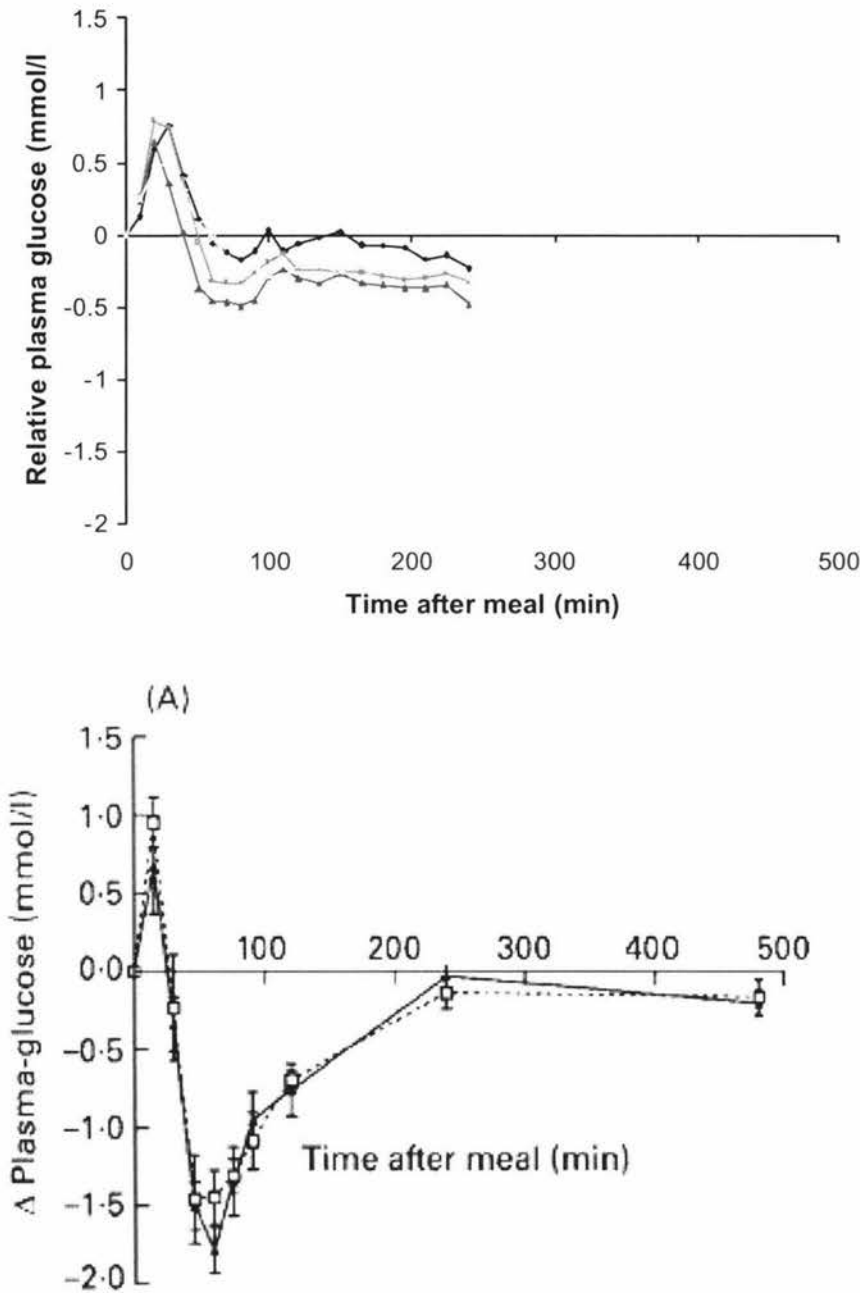 1.5
1
0.5
0
-0.5
-1
-1.5
-2
Relative plasma glucose (mmol/l)
0 100 200 300 400 500
Time after meal (min)
(A)
1·5
1·0
0·5
0·0
−0·5
−1·0
−1·5
−2·0
Δ Plasma-glucose (mmol/l)
100 200 300 400 500
Time after meal (min)